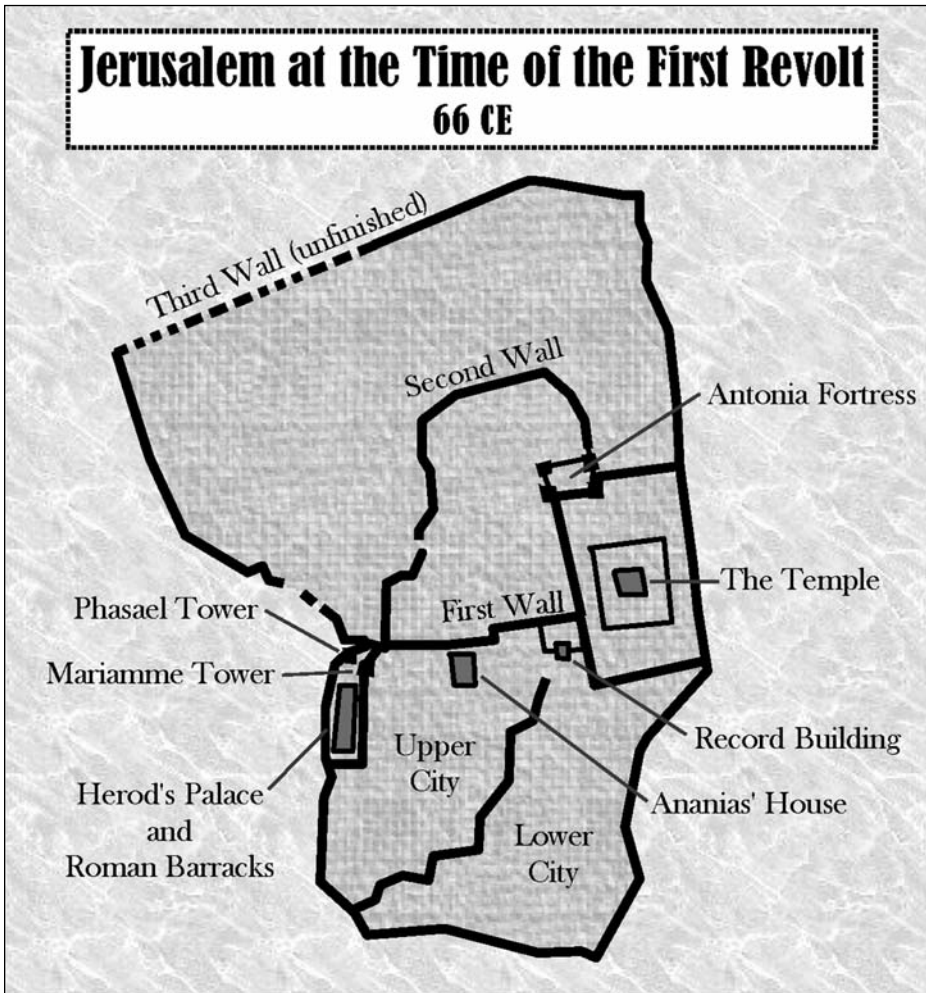 Jerusalem at the Time of the First Revolt
66 CE
Third Wall (unfinished)
Second Wall
Antonia Fortress
The Temple
First Wall
Phasael Tower
Mariamme Tower
Record Building
Upper
City
Ananias' House
Herod's Palace
and
Roman Barracks
Lower
City